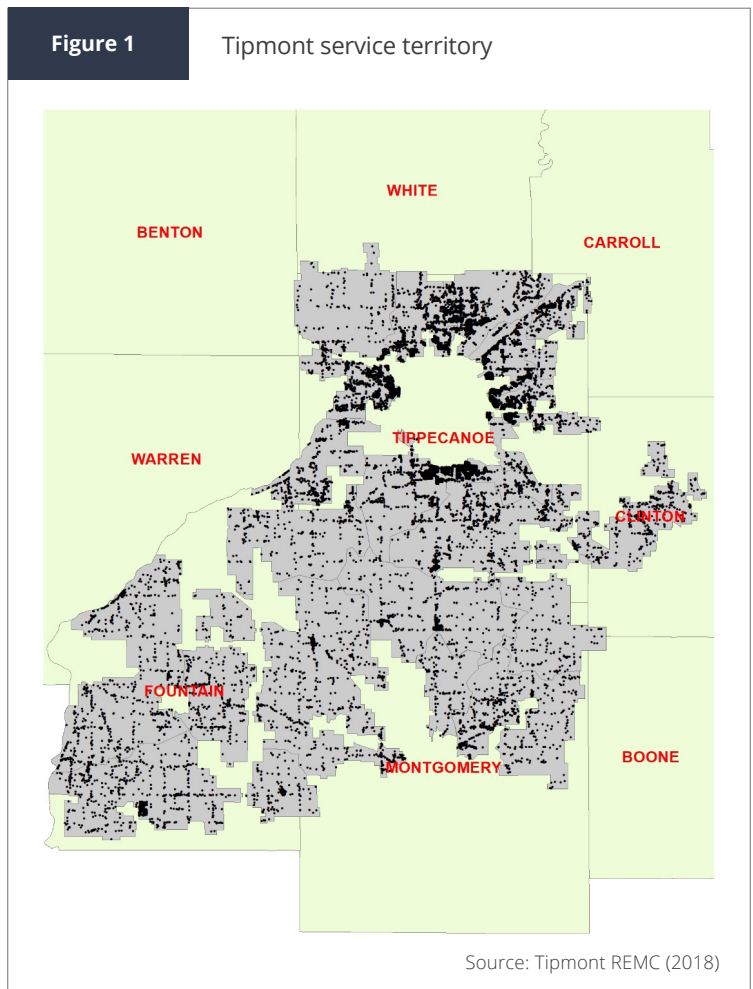 Figure 1
Tipmont service territory
WHITE
BENTON
CARROLL
TIPPECANOE
WARREN
CLINTON
FOUNTAIN
BOONE
MONTGOMERY
Source: Tipmont REMC (2018)